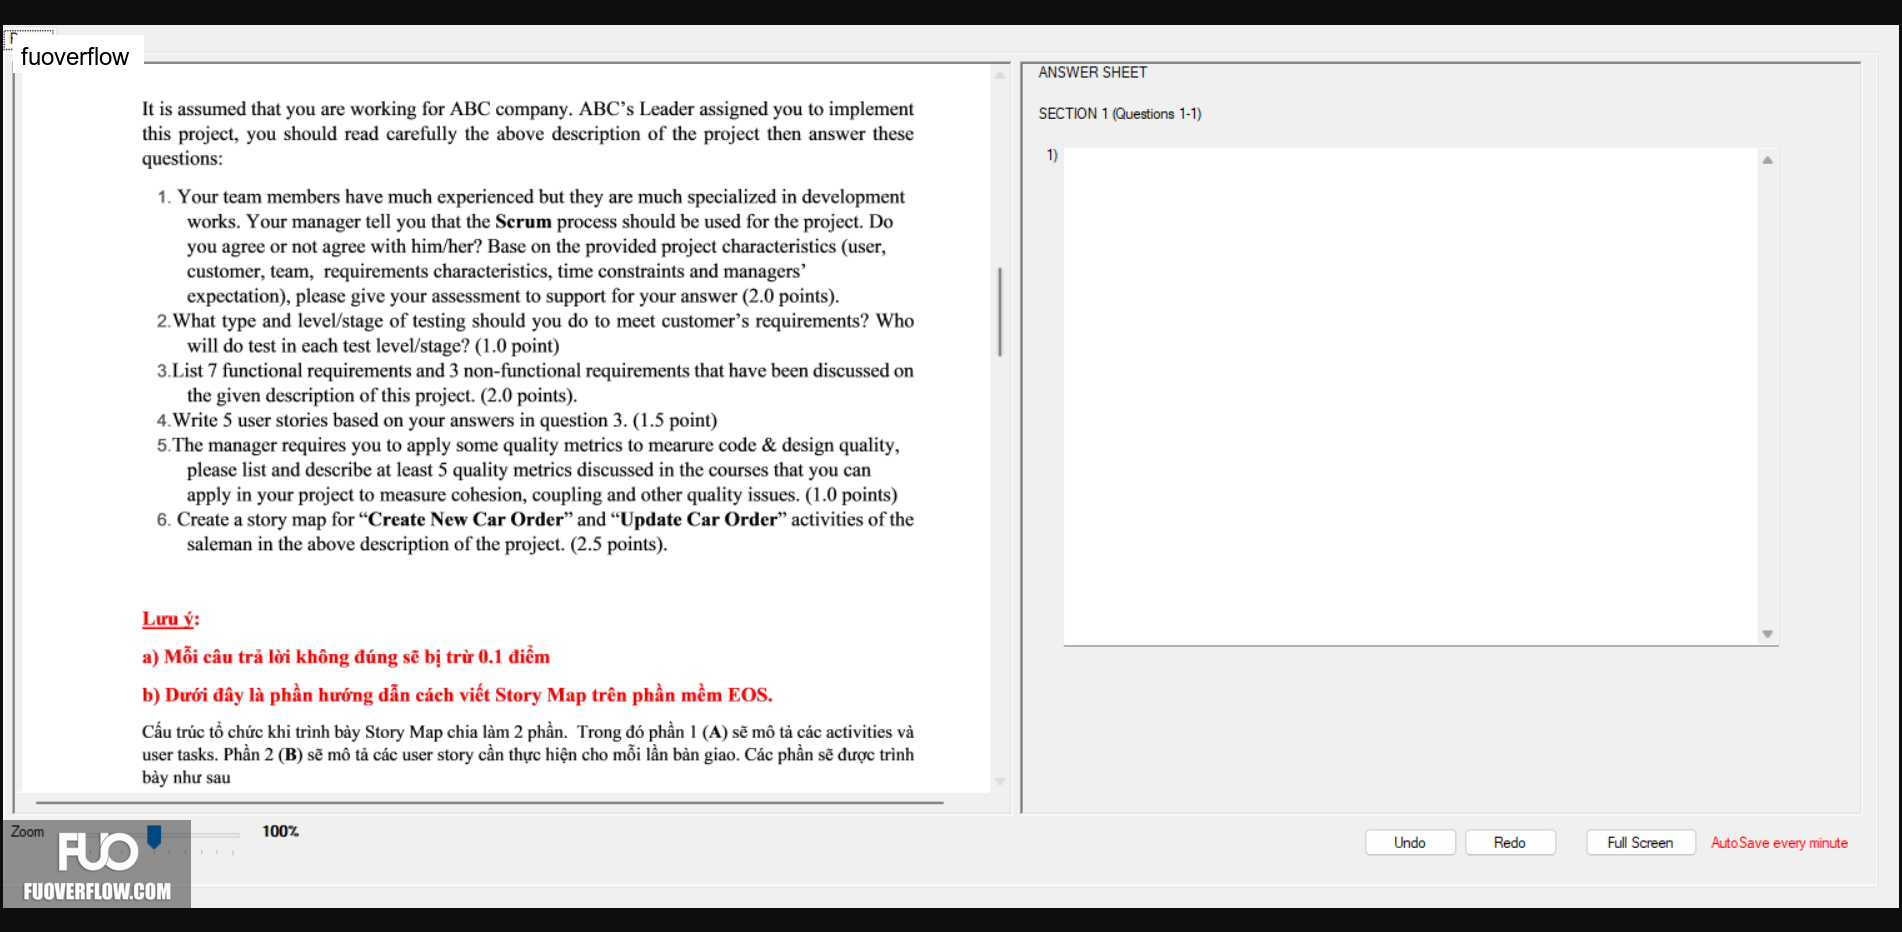 fuoverflow
It is assumed that you are working for ABC company. ABC’s Leader assigned you to implement
this project, you should read carefully the above description of the project then answer these
questions:
1. Your team members have much experienced but they are much specialized in development
works. Your manager tell you that the Scrum process should be used for the project. Do
you agree or not agree with him/her? Base on the provided project characteristics (user,
customer, team, requirements characteristics, time constraints and managers’
expectation), please give your assessment to support for your answer (2.0 points).
2.What type and level/stage of testing should you do to meet customer’s requirements? Who
will do test in each test level/stage? (1.0 point)
3.List 7 functional requirements and 3 non-functional requirements that have been discussed on
the given description of this project. (2.0 points).
4.Write 5 user stories based on your answers in question 3. (1.5 point)
5.The manager requires you to apply some quality metrics to mearure code & design quality,
please list and describe at least 5 quality metrics discussed in the courses that you can
apply in your project to measure cohesion, coupling and other quality issues. (1.0 points)
6. Create a story map for “Create New Car Order” and “Update Car Order” activities of the
saleman in the above description of the project. (2.5 points).
Lưu ý:
a) Mỗi câu trả lời không đúng sẽ bị trừ 0.1 điểm
b) Dưới đây là phần hướng dẫn cách viết Story Map trên phần mềm EOS.
Cấu trúc tổ chức khi trình bày Story Map chia làm 2 phần. Trong đó phần 1 (A) sẽ mô tả các activities và
user tasks. Phần 2 (B) sẽ mô tả các user story cần thực hiện cho mỗi lần bàn giao. Các phần sẽ được trình
bày như sau
ANSWER SHEET
SECTION 1 (Questions 1-1)
1)
Zoom
100%
FUO
FUOVERFLOW.COM
Undo
Redo
Full Screen
AutoSave every minute